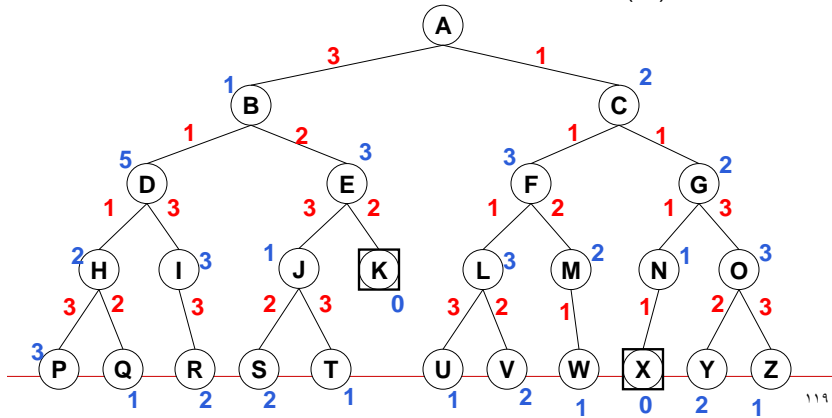 A
3 1
1 B 2 C
1 2 1 1
5 D 3 E 3 F 2 G
1 3 3 2 1 2 1 3
2 H I 3 1 J K L 3 M 2 N 1 O 3
0
3 2 3 2 3 3 2 1 1 2 3
3 P Q R S T U V W X Y Z
1 2 2 1 1 2 1 0 2 1
۱۱۹